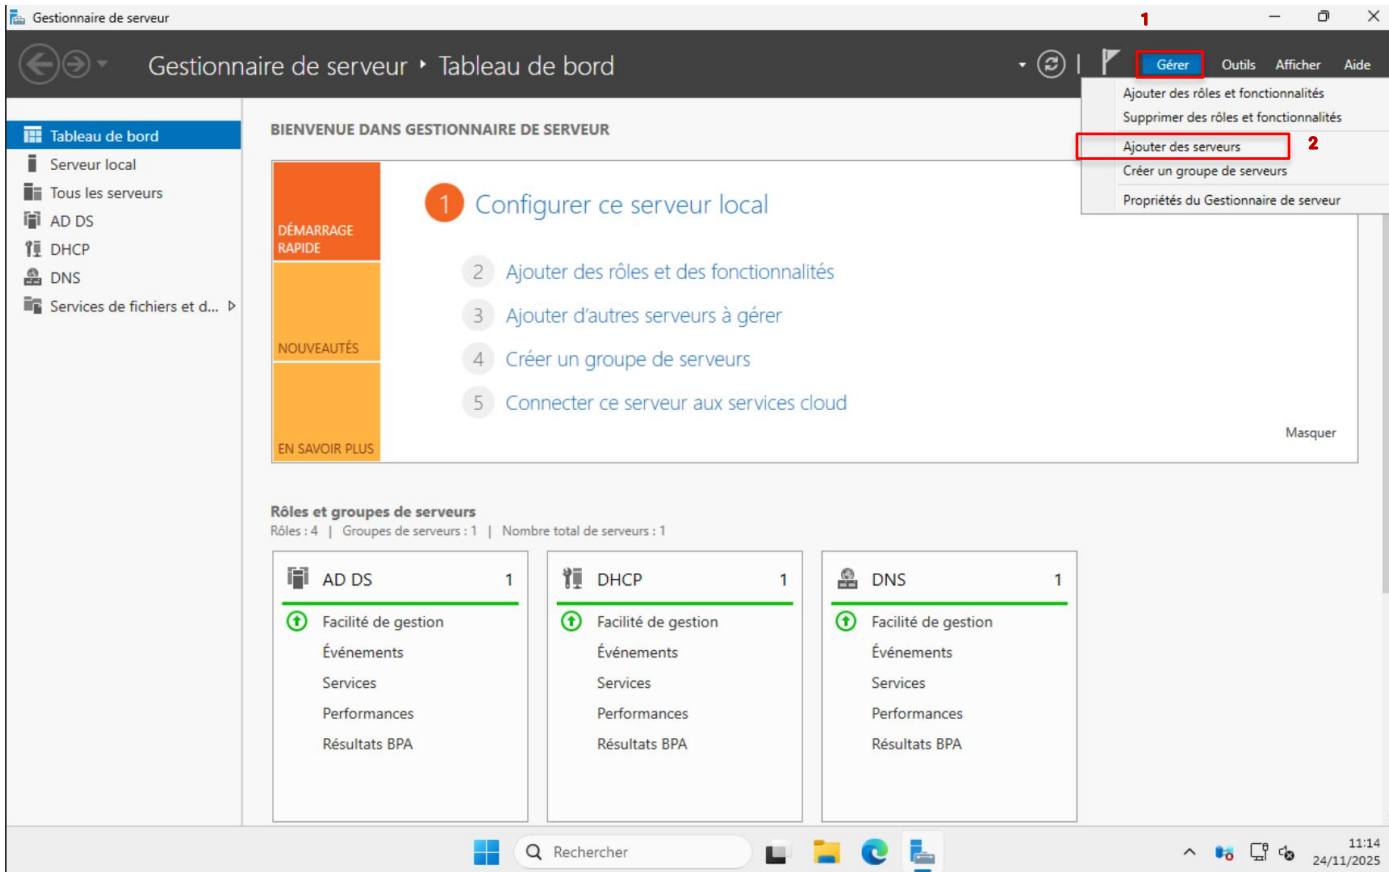 Gestionnaire de serveur
1
Gestionnaire de serveur ‣ Tableau de bord
Gérer Outils Afficher Aide
Ajouter des rôles et fonctionnalités
Supprimer des rôles et fonctionnalités
Ajouter des serveurs
2
Créer un groupe de serveurs
Propriétés du Gestionnaire de serveur
Tableau de bord
Serveur local
Tous les serveurs
AD DS
DHCP
DNS
Services de fichiers et d...
BIENVENUE DANS GESTIONNAIRE DE SERVEUR
DÉMARRAGE
RAPIDE
NOUVEAUTÉS
EN SAVOIR PLUS
1 Configurer ce serveur local
2 Ajouter des rôles et des fonctionnalités
3 Ajouter d'autres serveurs à gérer
4 Créer un groupe de serveurs
5 Connecter ce serveur aux services cloud
Masquer
Rôles et groupes de serveurs
Rôles : 4 | Groupes de serveurs : 1 | Nombre total de serveurs : 1
AD DS 1
Facilité de gestion
Événements
Services
Performances
Résultats BPA
DHCP 1
Facilité de gestion
Événements
Services
Performances
Résultats BPA
DNS 1
Facilité de gestion
Événements
Services
Performances
Résultats BPA
Rechercher
11:14
24/11/2025